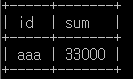 +-----+-------+
| id  | sum   |
+-----+-------+
| aaa | 33000 |
+-----+-------+